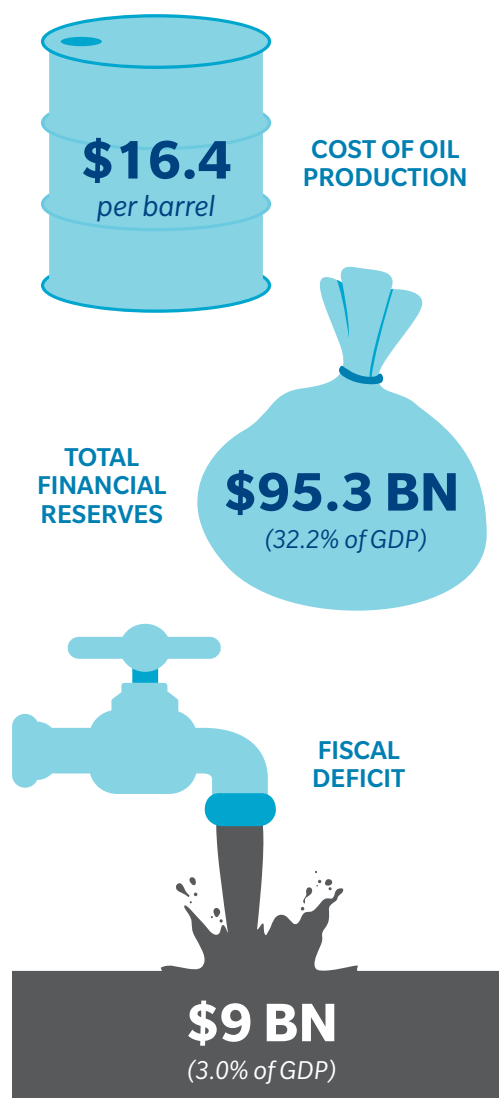 $16.4
per barrel
COST OF OIL
PRODUCTION
TOTAL
FINANCIAL
RESERVES
$95.3 BN
(32.2% of GDP)
FISCAL
DEFICIT
$9 BN
(3.0% of GDP)